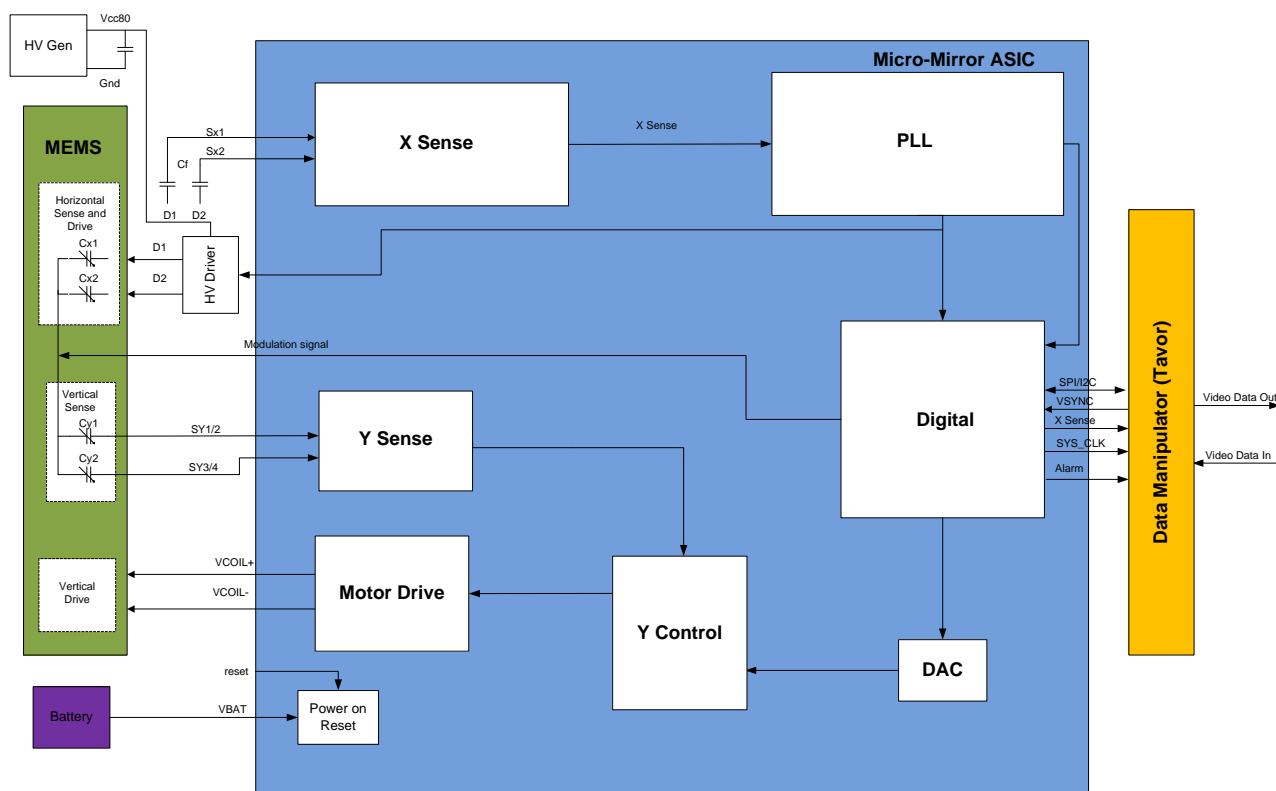 Vcc80
HV Gen
Gnd
Micro-Mirror ASIC
MEMS
Sx1
Sx2
Cf
D1
D2
X Sense
X Sense
PLL
Horizontal
Sense and
Drive
Cx1
Cx2
D1
D2
HV Driver
Modulation signal
Vertical
Sense
Cy1
Cy2
SY1/2
SY3/4
Y Sense
Digital
SPI/I2C
VSYNC
X Sense
SYS_CLK
Alarm
Data Manipulator (Tavor)
Video Data Out
Video Data In
Vertical
Drive
VCOIL+
VCOIL-
Motor Drive
Y Control
DAC
reset
Battery
VBAT
Power on
Reset